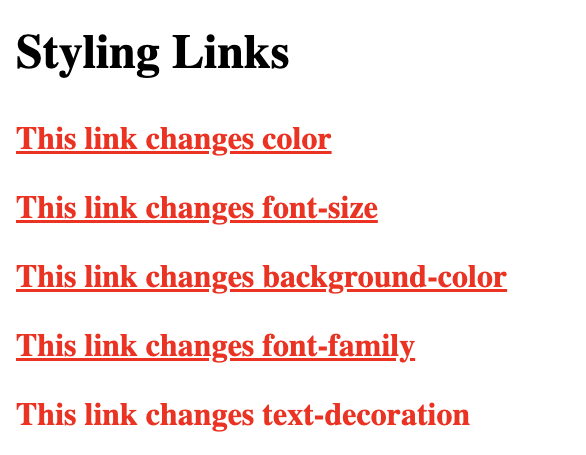 Styling Links
This link changes color
This link changes font-size
This link changes background-color
This link changes font-family
This link changes text-decoration